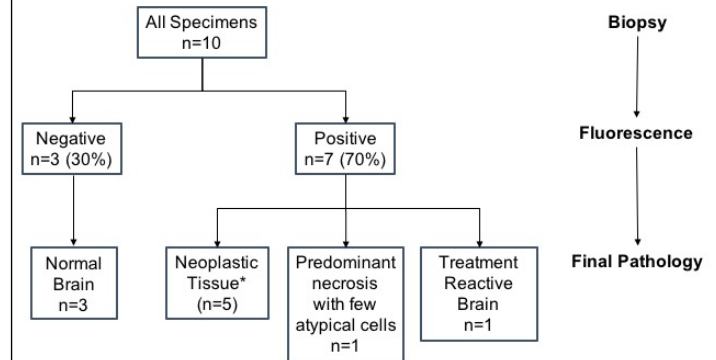 All Specimens
n=10
Biopsy
Negative
n=3 (30%)
Positive
n=7 (70%)
Fluorescence
Normal
Brain
n=3
Neoplastic
Tissue*
(n=5)
Predominant
necrosis
with few
atypical cells
n=1
Treatment
Reactive
Brain
n=1
Final Pathology